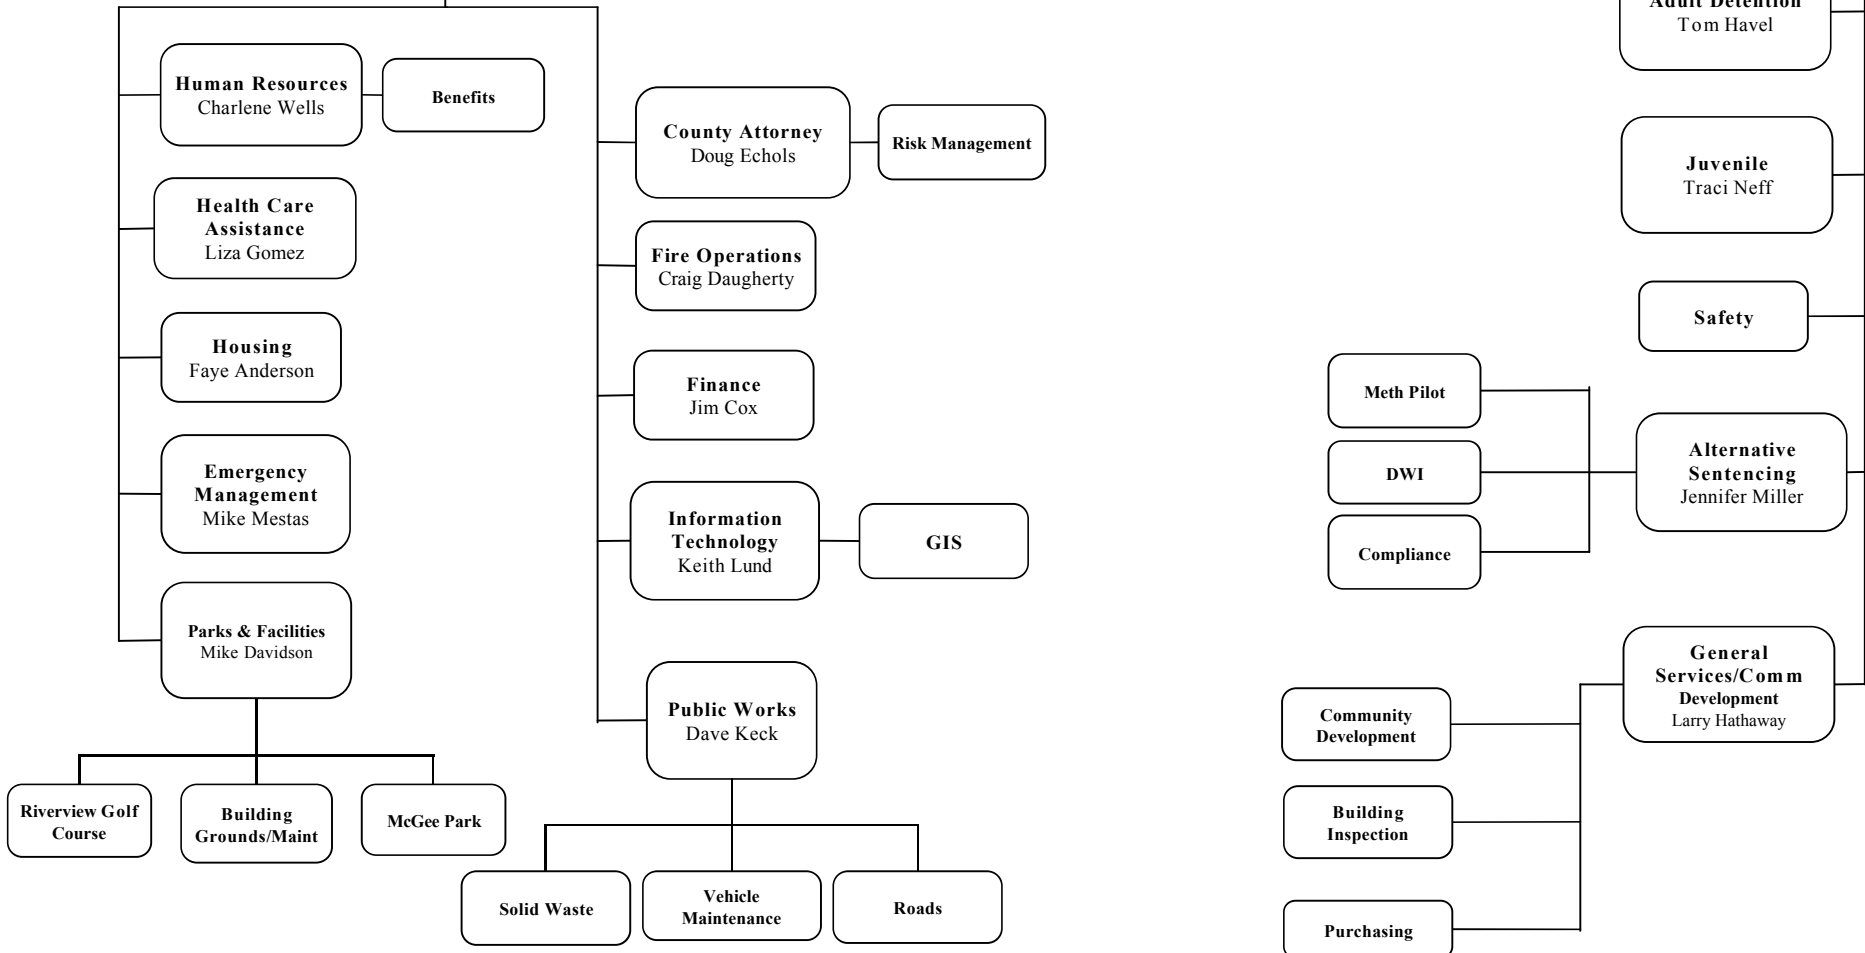 Adult Detention
Tom Havel
Human Resources
Charlene Wells
Benefits
County Attorney
Doug Echols
Risk Management
Juvenile
Traci Neff
Health Care
Assistance
Liza Gomez
Fire Operations
Craig Daugherty
Safety
Housing
Faye Anderson
Finance
Jim Cox
Meth Pilot
DWI
Compliance
Alternative
Sentencing
Jennifer Miller
Emergency
Management
Mike Mestas
Information
Technology
Keith Lund
GIS
Parks & Facilities
Mike Davidson
General
Services/Comm
Development
Larry Hathaway
Public Works
Dave Keck
Community
Development
Riverview Golf
Course
Building
Grounds/Maint
McGee Park
Building
Inspection
Solid Waste
Vehicle
Maintenance
Roads
Purchasing